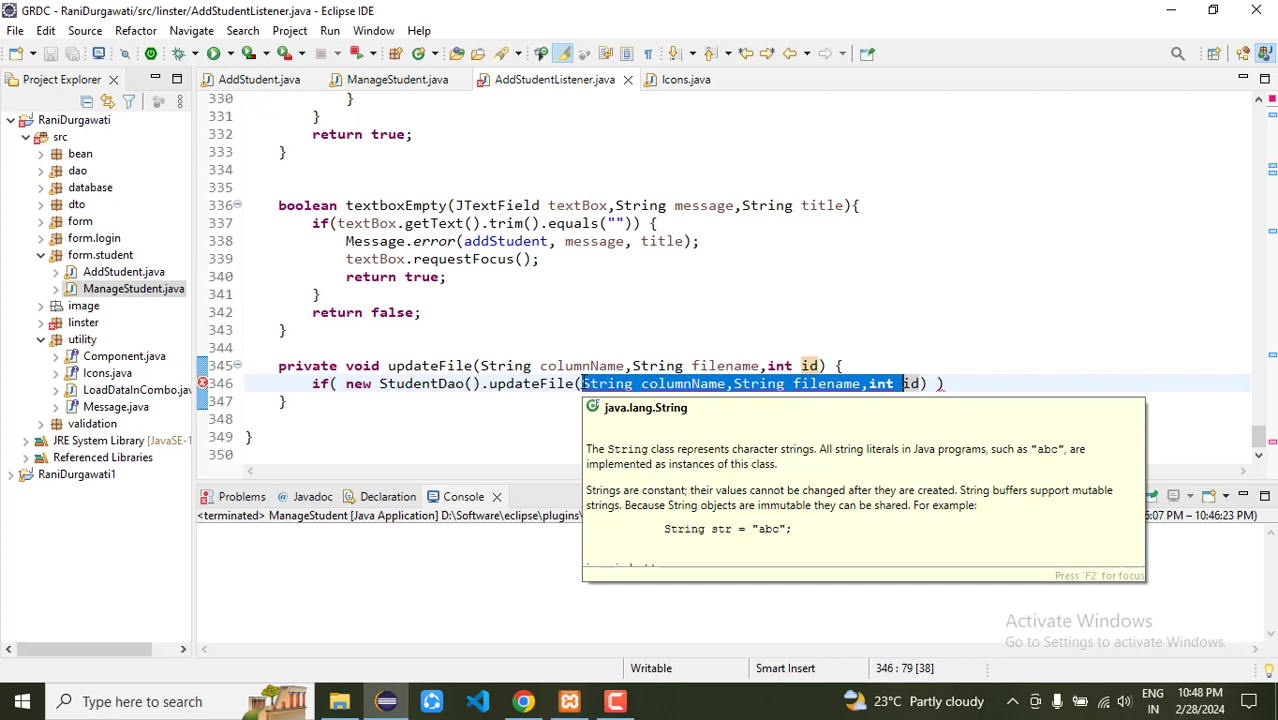 GRDC - RaniDurgawati/src/linster/AddStudentListener.java - Eclipse IDE
File Edit Source Refactor Navigate Search Project Run Window Help
Project Explorer
AddStudent.java
ManageStudent.java
AddStudentListener.java
Icons.java
RaniDurgawati
src
bean
dao
database
dto
form
form.login
form.student
AddStudent.java
ManageStudent.java
image
linster
utility
Component.java
Icons.java
LoadDataInCombo.java
Message.java
validation
JRE System Library [JavaSE-1
Referenced Libraries
RaniDurgawati1
330 }
331 }
332 return true;
333 }
334
335
336 boolean textboxEmpty(JTextField textBox,String message,String title){
337 if(textBox.getText().trim().equals("")) {
338 Message.error(addStudent, message, title);
339 textBox.requestFocus();
340 return true;
341 }
342 return false;
343 }
344
345 private void updateFile(String columnName,String filename,int id) {
346 if( new StudentDao().updateFile(String columnName,String filename,int id) )
347 }
348
349 }
350
java.lang.String
The String class represents character strings. All string literals in Java programs, such as "abc", are
implemented as instances of this class.
Strings are constant; their values cannot be changed after they are created. String buffers support mutable
strings. Because String objects are immutable they can be shared. For example:
String str = "abc";
Press 'F2' for focus
Problems Javadoc Declaration Console
<terminated> ManageStudent [Java Application] D:\Software\eclipse\plugins\
6:07 PM – 10:46:23 PM)
Activate Windows
Go to Settings to activate Windows.
Writable Smart Insert 346 : 79 [38]
Type here to search
23°C Partly cloudy
ENG
IN
10:48 PM
2/28/2024